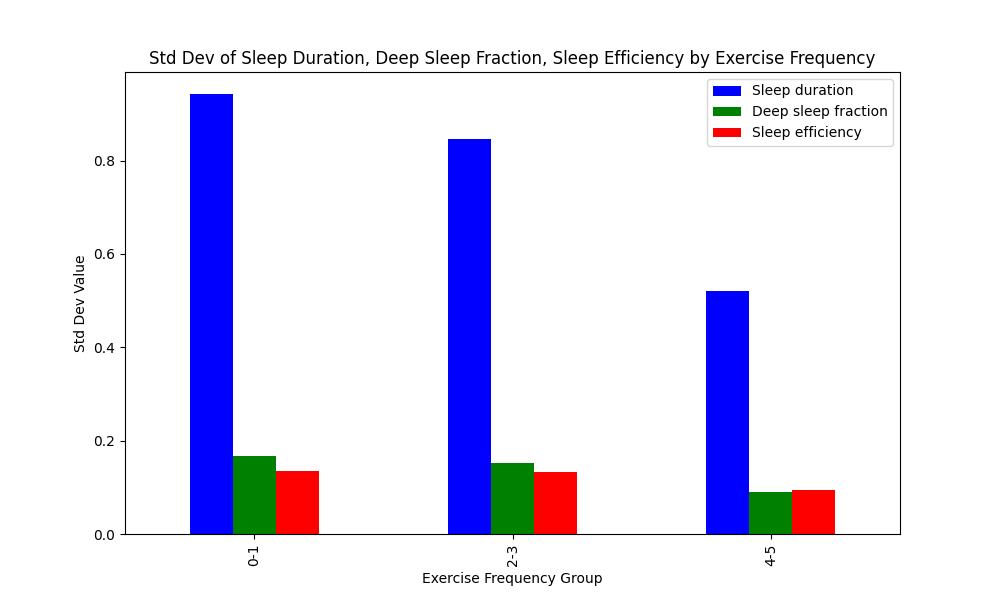 Std Dev of Sleep Duration, Deep Sleep Fraction, Sleep Efficiency by Exercise Frequency
Sleep duration
Deep sleep fraction
Sleep efficiency
Std Dev Value
0.8
0.6
0.4
0.2
0.0
0-1
2-3
4-5
Exercise Frequency Group